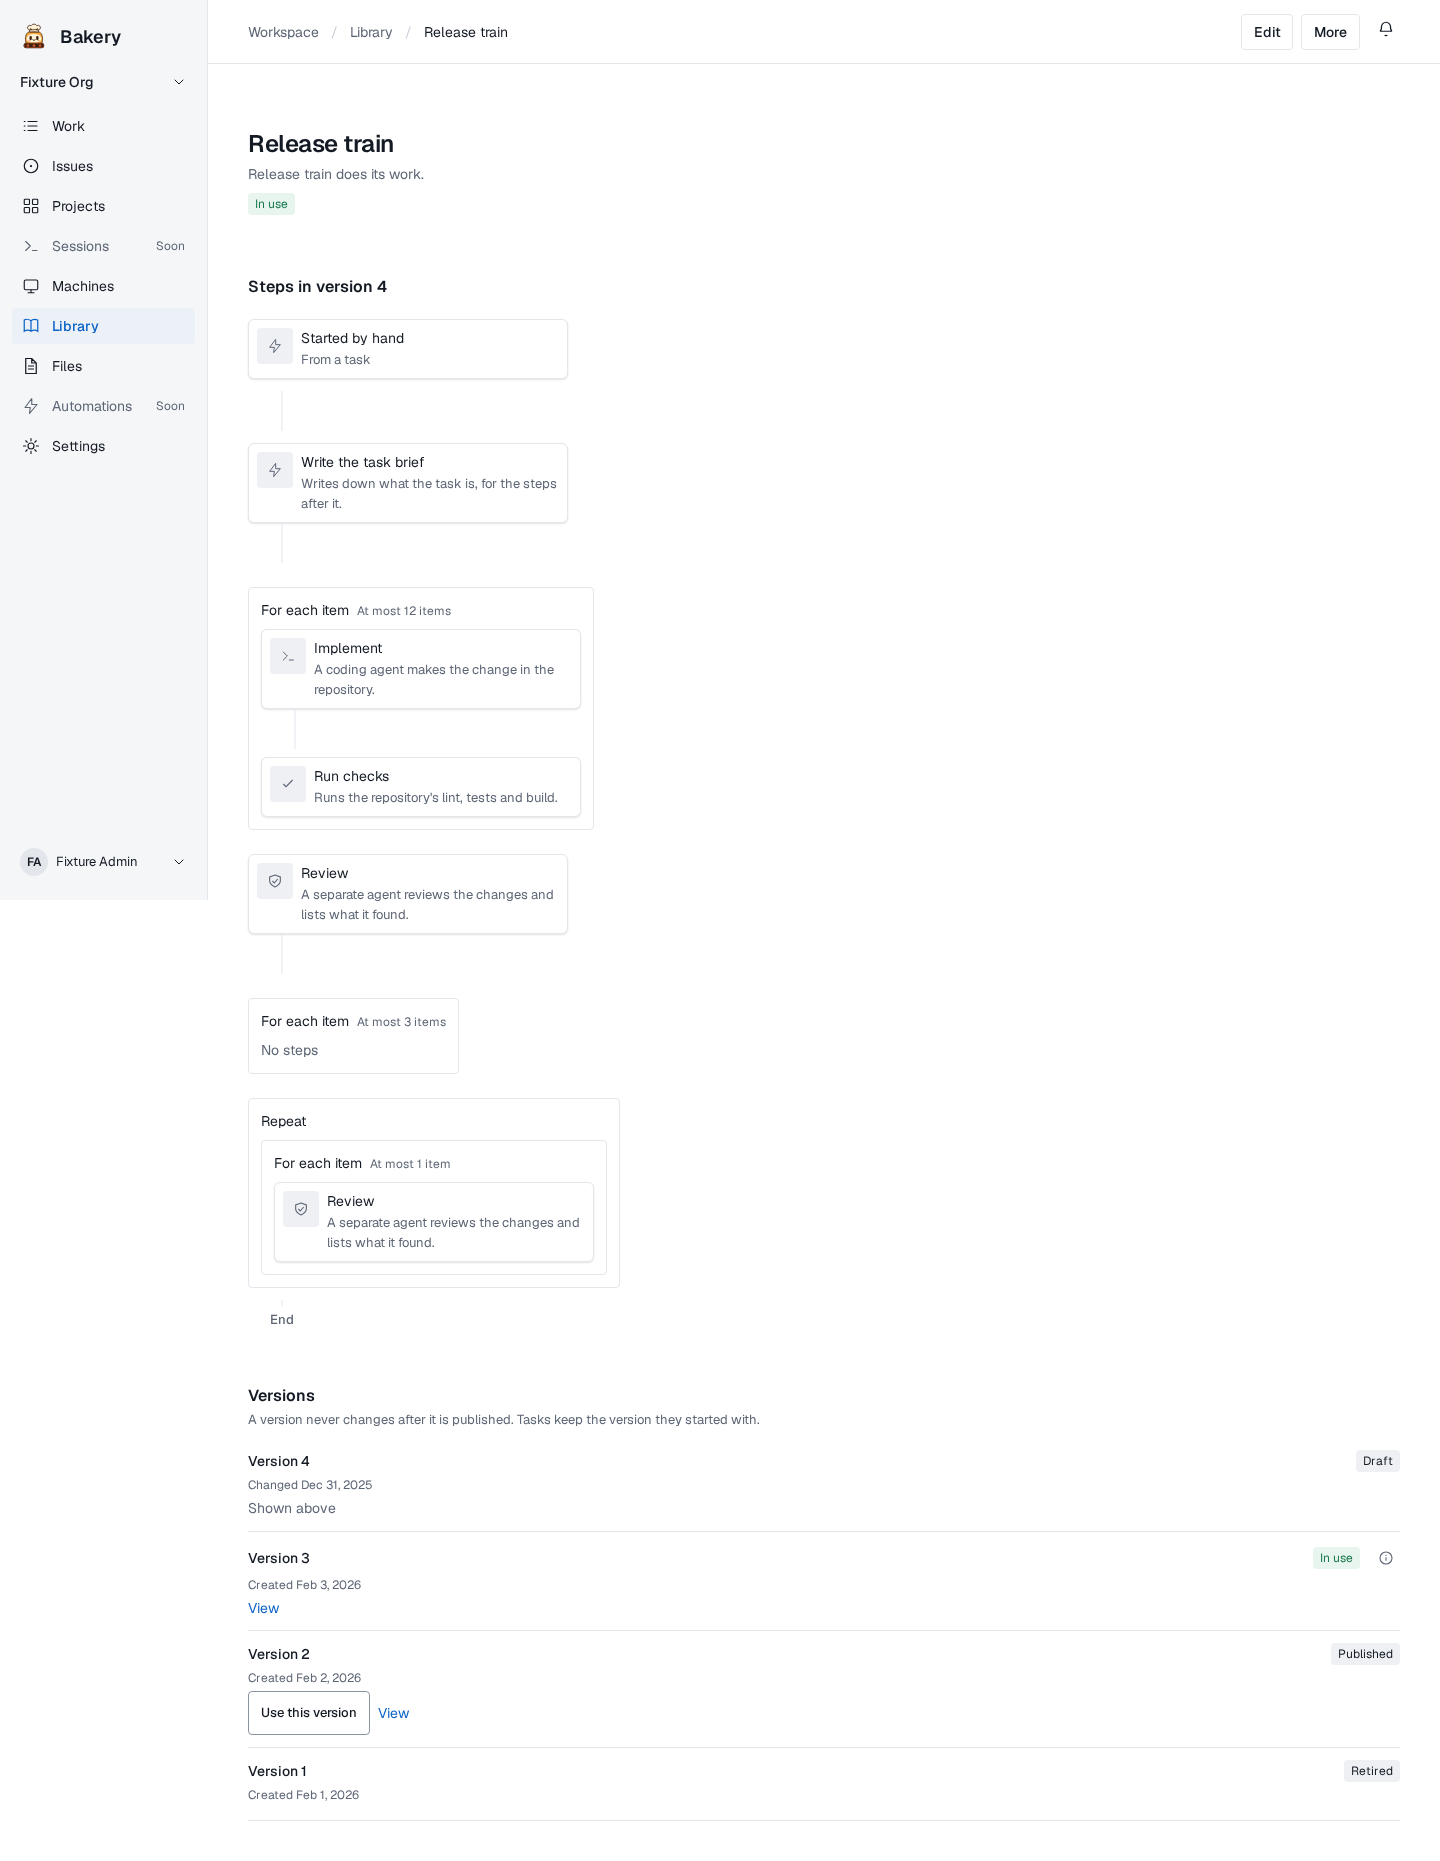 Bakery
Fixture Org
Work
Issues
Projects
Sessions Soon
Machines
Library
Files
Automations Soon
Settings
FA Fixture Admin
Workspace / Library / Release train
Edit More
Release train
Release train does its work.
In use
Steps in version 4
Started by hand
From a task
Write the task brief
Writes down what the task is, for the steps
after it.
For each item At most 12 items
Implement
A coding agent makes the change in the
repository.
Run checks
Runs the repository's lint, tests and build.
Review
A separate agent reviews the changes and
lists what it found.
For each item At most 3 items
No steps
Repeat
For each item At most 1 item
Review
A separate agent reviews the changes and
lists what it found.
End
Versions
A version never changes after it is published. Tasks keep the version they started with.
Version 4 Draft
Changed Dec 31, 2025
Shown above
Version 3 In use
Created Feb 3, 2026
View
Version 2 Published
Created Feb 2, 2026
Use this version View
Version 1 Retired
Created Feb 1, 2026